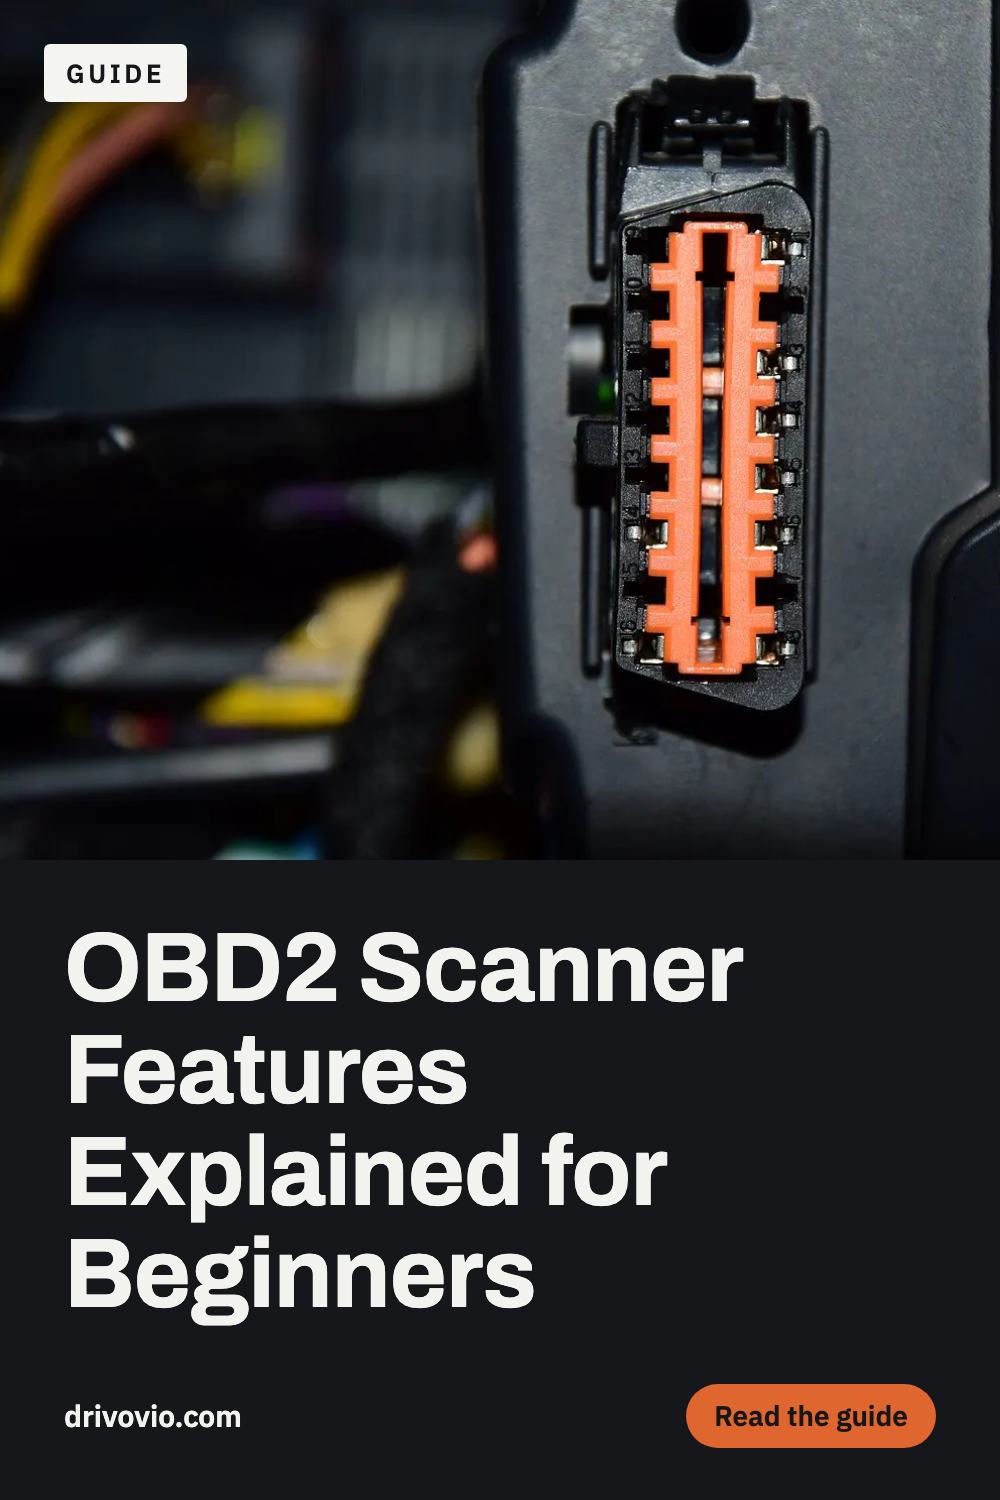 GUIDE
OBD2 Scanner
Features
Explained for
Beginners
drivovio.com
Read the guide